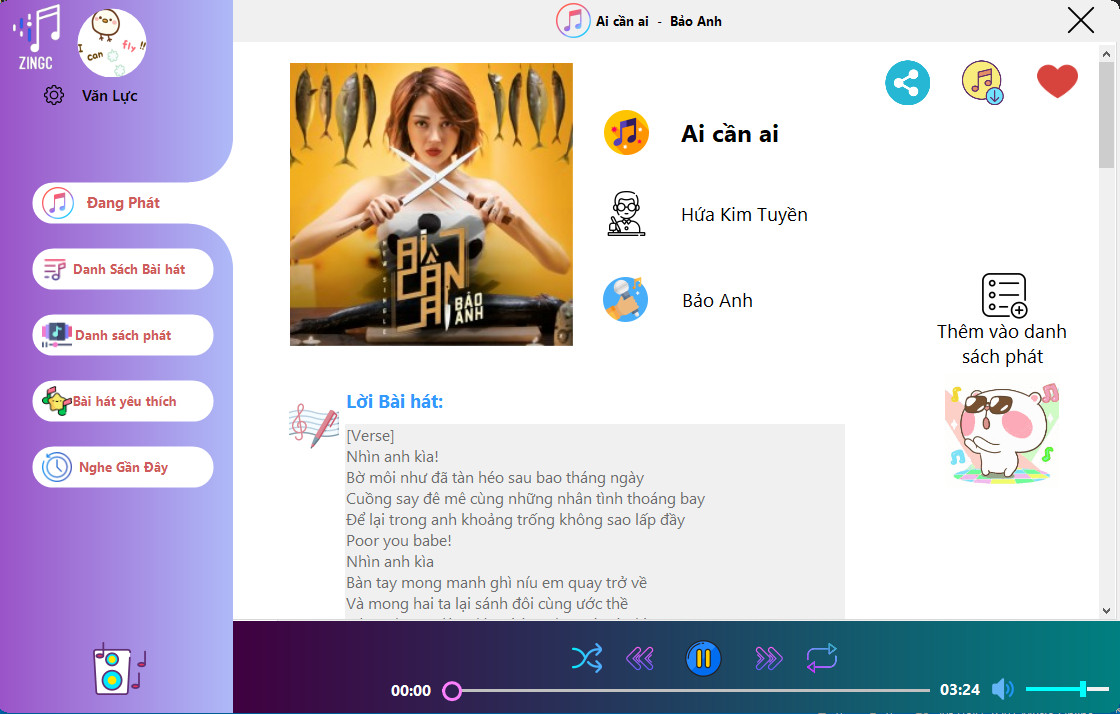 Ai cần ai - Bảo Anh
ZINGC
I can fly !!
Văn Lực
Đang Phát
Danh Sách Bài hát
Danh sách phát
Bài hát yêu thích
Nghe Gần Đây
AI
CẦN
AI
BẢO
ANH
NEW SINGLE
Ai cần ai
Hứa Kim Tuyền
Bảo Anh
Thêm vào danh
sách phát
Lời Bài hát:
[Verse]
Nhìn anh kìa!
Bờ môi như đã tàn héo sau bao tháng ngày
Cuồng say đê mê cùng những nhân tình thoáng bay
Để lại trong anh khoảng trống không sao lấp đầy
Poor you babe!
Nhìn anh kìa
Bàn tay mong manh ghì níu em quay trở về
Và mong hai ta lại sánh đôi cùng ước thề
00:00
03:24